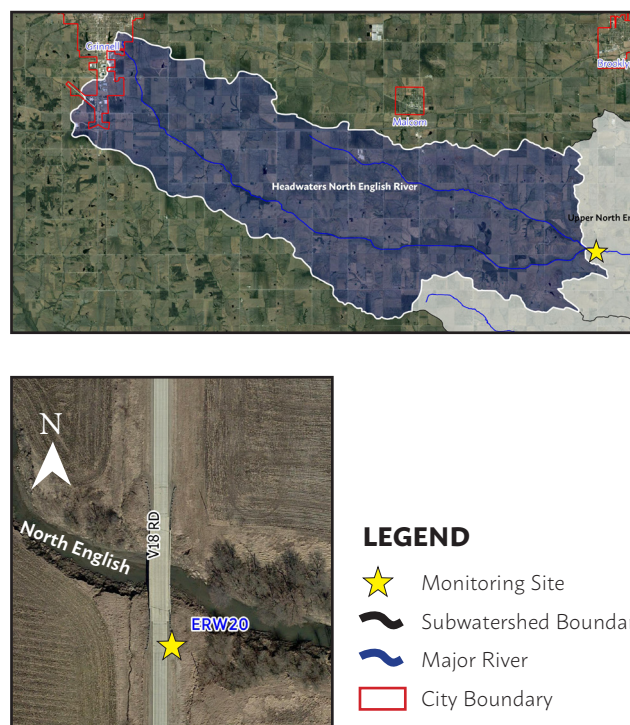 Grinnell
Brookly
Malcom
Headwaters North English River
Upper North En
N
North English
V18 RD
ERW20
LEGEND
Monitoring Site
Subwatershed Boundar
Major River
City Boundary